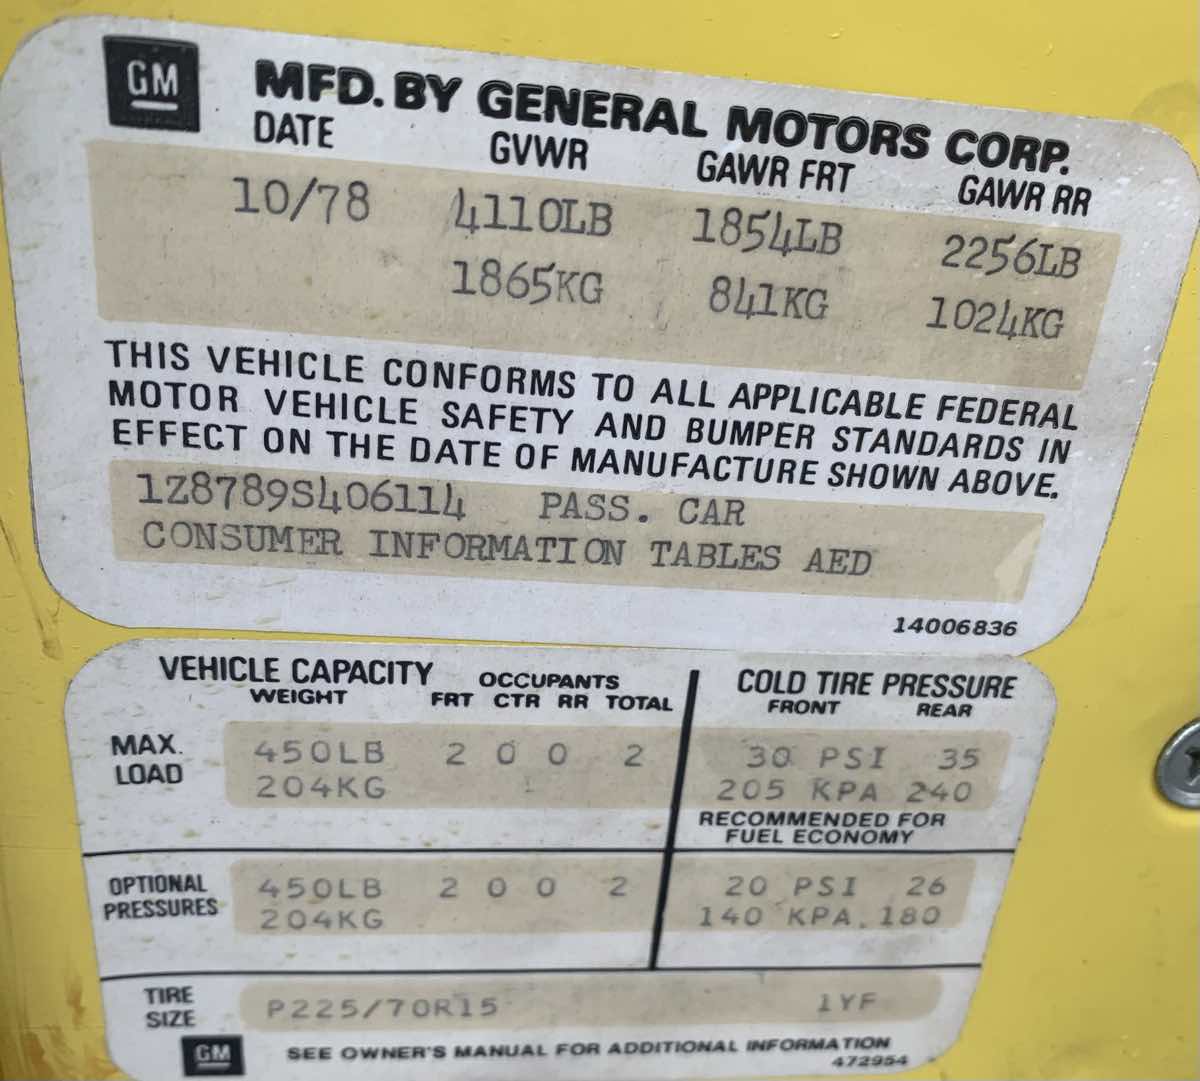 GM
MFD. BY GENERAL MOTORS CORP.
DATE GVWR GAWR FRT GAWR RR
10/78 4110LB 1854LB 2256LB
1865KG 841KG 1024KG
THIS VEHICLE CONFORMS TO ALL APPLICABLE FEDERAL
MOTOR VEHICLE SAFETY AND BUMPER STANDARDS IN
EFFECT ON THE DATE OF MANUFACTURE SHOWN ABOVE.
1Z8789S406114 PASS. CAR
CONSUMER INFORMATION TABLES AED
14006836
VEHICLE CAPACITY OCCUPANTS COLD TIRE PRESSURE
WEIGHT FRT CTR RR TOTAL FRONT REAR
MAX. LOAD 450LB 2 0 0 2 30 PSI 35
204KG 205 KPA 240
RECOMMENDED FOR
FUEL ECONOMY
OPTIONAL PRESSURES 450LB 2 0 0 2 20 PSI 26
204KG 140 KPA. 180
TIRE SIZE P225/70R15 1YF
GM SEE OWNER'S MANUAL FOR ADDITIONAL INFORMATION
472954